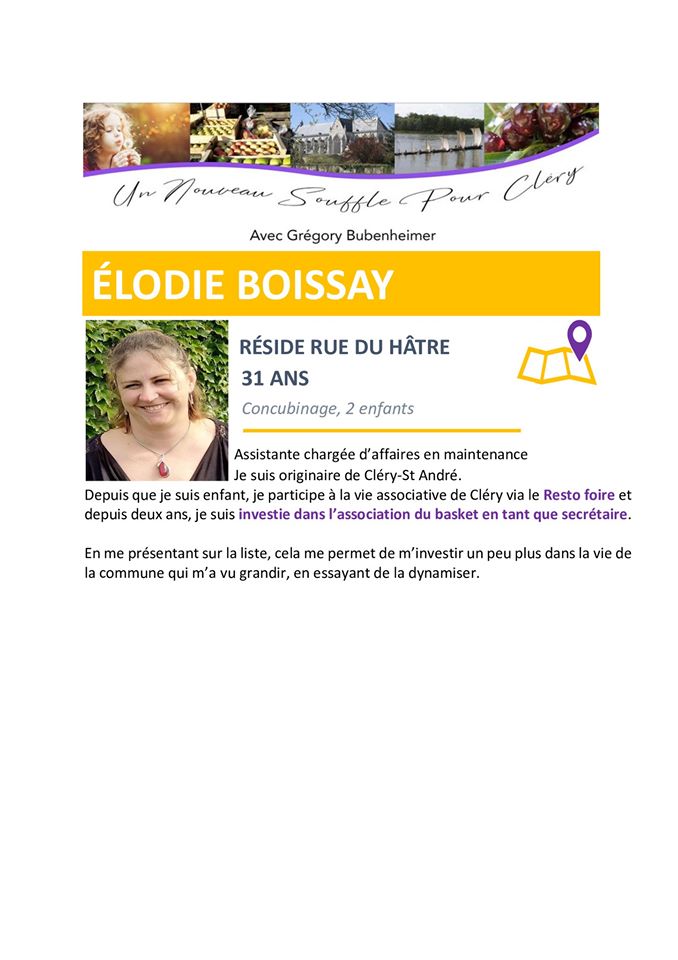 Un Nouveau Souffle Pour Cléry
Avec Grégory Bubenheimer
ÉLODIE BOISSAY
RÉSIDE RUE DU HÂTRE
31 ANS
Concubinage, 2 enfants
Assistante chargée d’affaires en maintenance
Je suis originaire de Cléry-St André.
Depuis que je suis enfant, je participe à la vie associative de Cléry via le Resto foire et
depuis deux ans, je suis investie dans l’association du basket en tant que secrétaire.
En me présentant sur la liste, cela me permet de m’investir un peu plus dans la vie de
la commune qui m’a vu grandir, en essayant de la dynamiser.